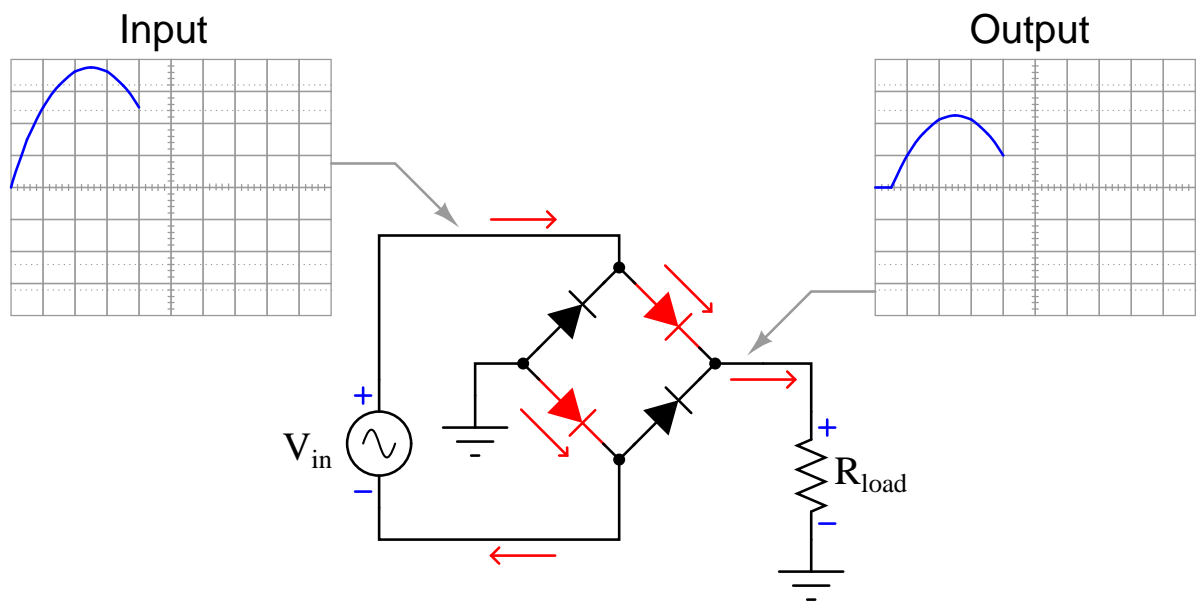 Input
Output
+
V_in
−
+
R_load
−